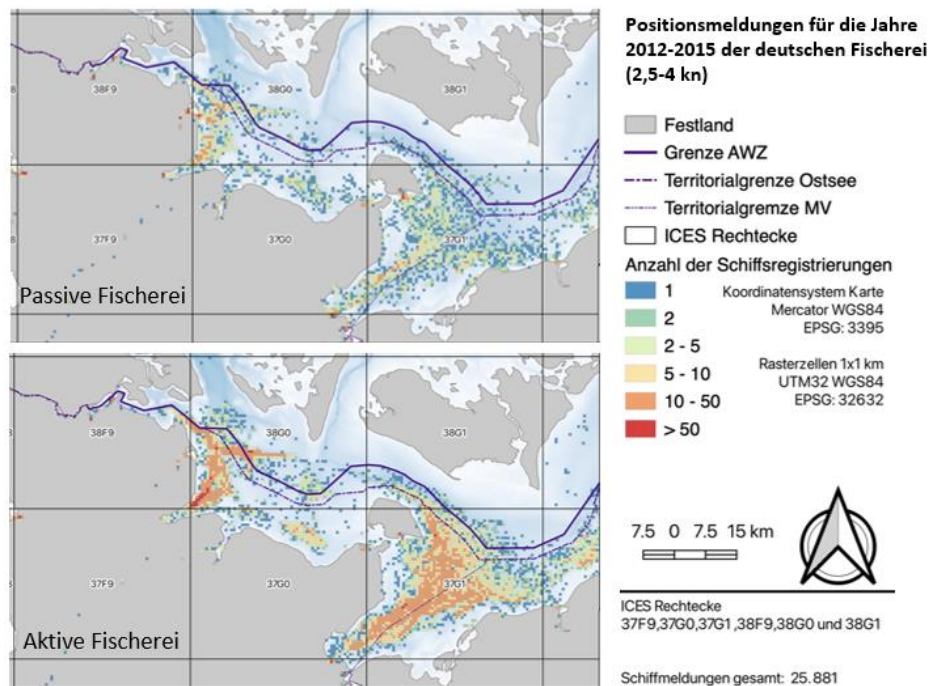 38F9
38G0
38G1
37F9
37G0
37G1
Passive Fischerei
38F9
38G0
38G1
37F9
37G0
37G1
Aktive Fischerei
Positionsmeldungen für die Jahre
2012-2015 der deutschen Fischerei
(2,5-4 kn)
Festland
Grenze AWZ
Territorialgrenze Ostsee
Territorialgremze MV
ICES Rechtecke
Anzahl der Schiffsregistrierungen
1
2
2 - 5
5 - 10
10 - 50
> 50
Koordinatensystem Karte
Mercator WGS84
EPSG: 3395
Rasterzellen 1x1 km
UTM32 WGS84
EPSG: 32632
7.5 0 7.5 15 km
ICES Rechtecke
37F9,37G0,37G1,38F9,38G0 und 38G1
Schiffmeldungen gesamt: 25.881